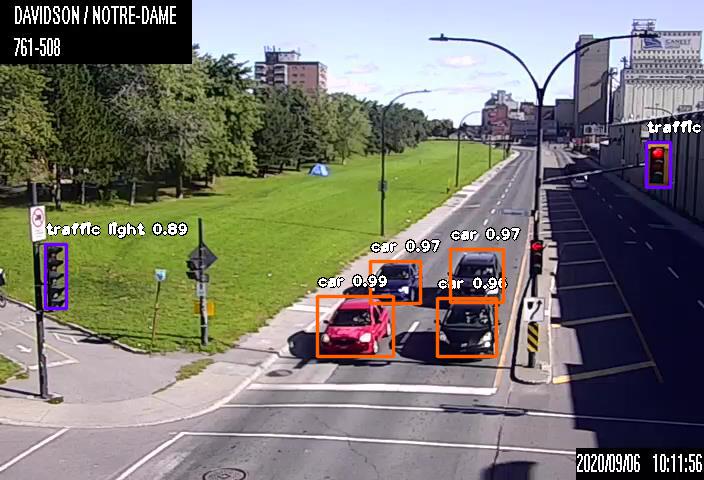 DAVIDSON / NOTRE-DAME
761-508
traffic
traffic light 0.89
car 0.97
car 0.97
car 0.99
car 0.96
2020/09/06 10:11:56